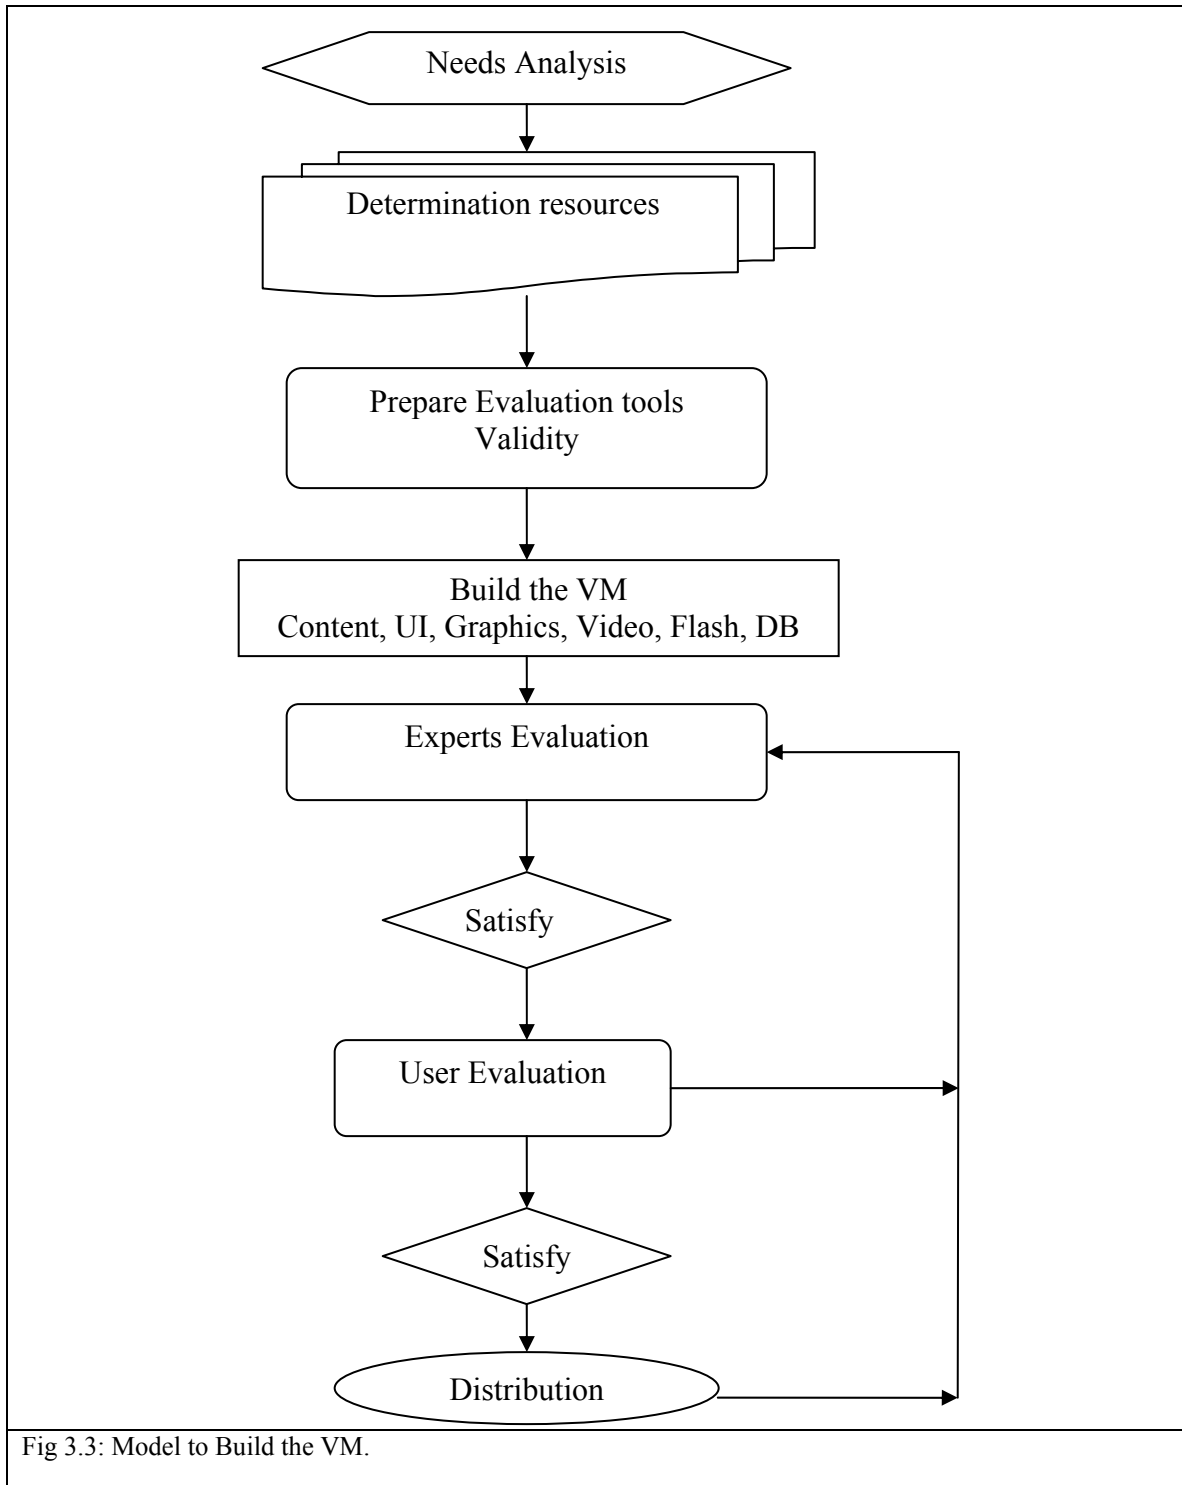 Needs Analysis
Determination resources
Prepare Evaluation tools
Validity
Build the VM
Content, UI, Graphics, Video, Flash, DB
Experts Evaluation
Satisfy
User Evaluation
Satisfy
Distribution
Fig 3.3: Model to Build the VM.